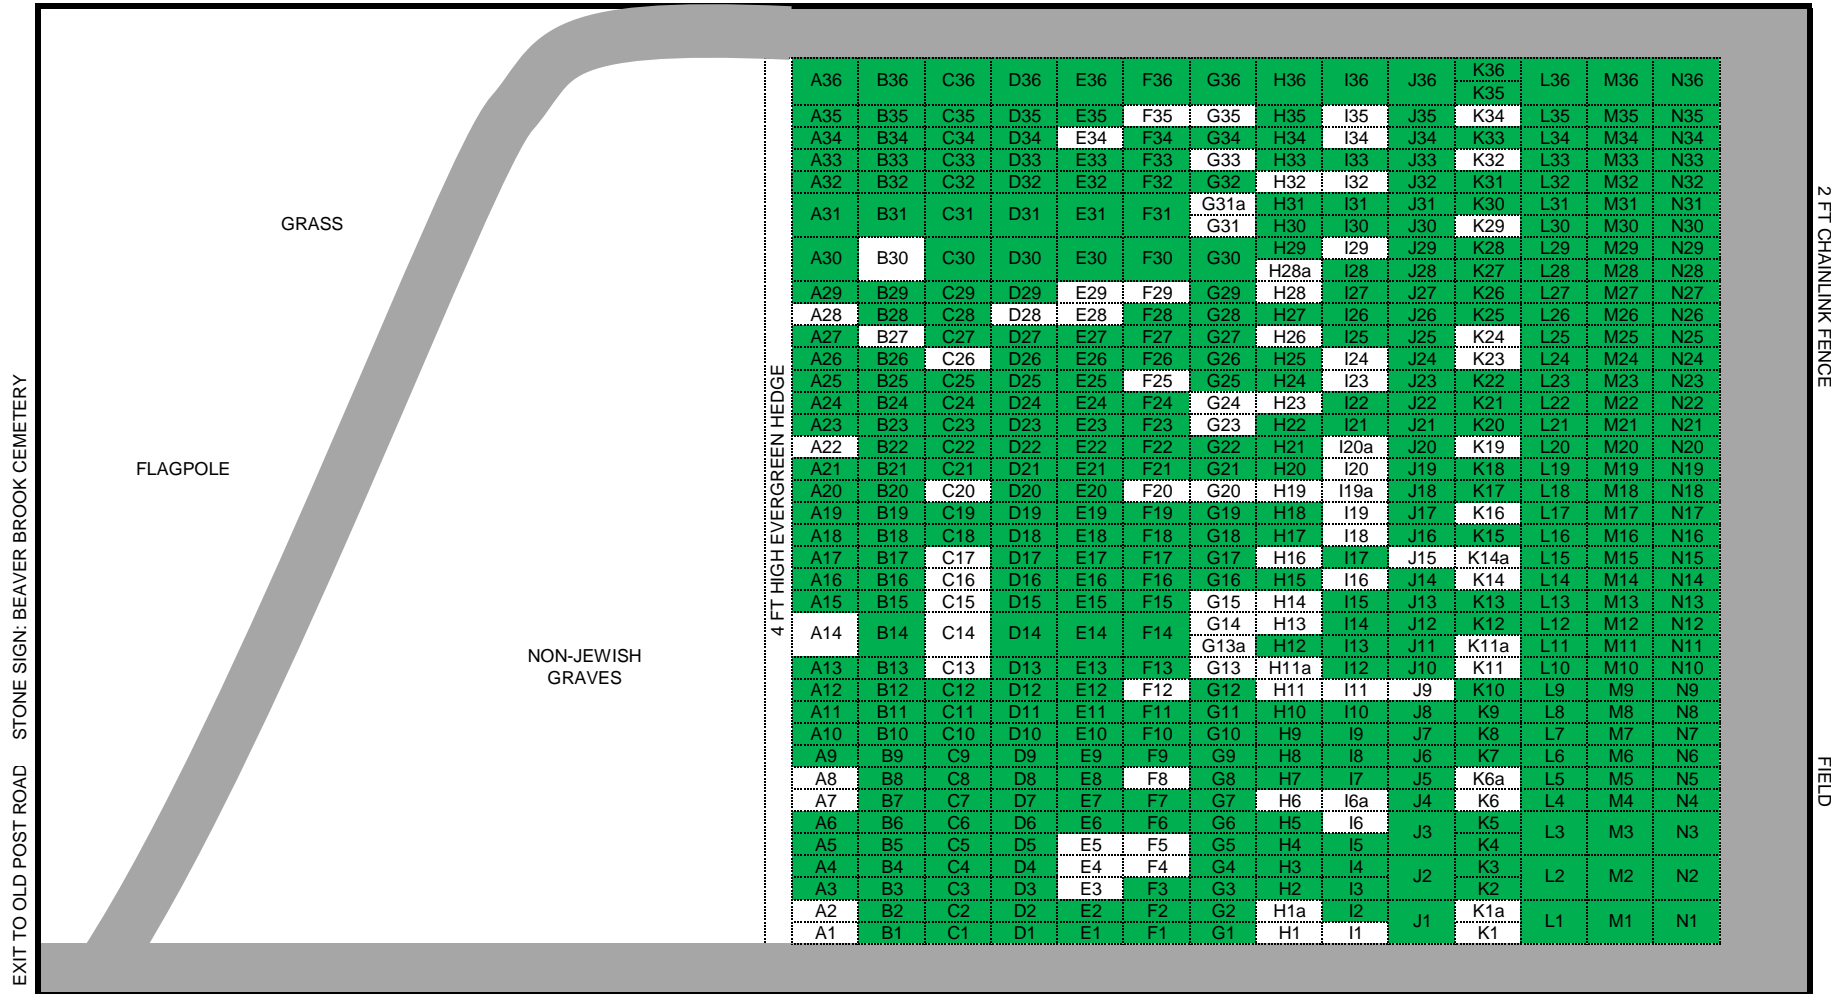 EXIT TO OLD POST ROAD STONE SIGN: BEAVER BROOK CEMETERY
GRASS
FLAGPOLE
NON-JEWISH
GRAVES
4 FT HIGH EVERGREEN HEDGE
K36
A36 B36 C36 D36 E36 F36 G36 H36 I36 J36 L36 M36 N36
K35
A35 B35 C35 D35 E35 F35 G35 H35 I35 J35 K34 L35 M35 N35
A34 B34 C34 D34 E34 F34 G34 H34 I34 J34 K33 L34 M34 N34
A33 B33 C33 D33 E33 F33 G33 H33 I33 J33 K32 L33 M33 N33
A32 B32 C32 D32 E32 F32 G32 H32 I32 J32 K31 L32 M32 N32
G31a H31 I31 J31 K30 L31 M31 N31
A31 B31 C31 D31 E31 F31
G31 H30 I30 J30 K29 L30 M30 N30
H29 I29 J29 K28 L29 M29 N29
A30 B30 C30 D30 E30 F30 G30
H28a I28 J28 K27 L28 M28 N28
A29 B29 C29 D29 E29 F29 G29 H28 I27 J27 K26 L27 M27 N27
A28 B28 C28 D28 E28 F28 G28 H27 I26 J26 K25 L26 M26 N26
A27 B27 C27 D27 E27 F27 G27 H26 I25 J25 K24 L25 M25 N25
A26 B26 C26 D26 E26 F26 G26 H25 I24 J24 K23 L24 M24 N24
A25 B25 C25 D25 E25 F25 G25 H24 I23 J23 K22 L23 M23 N23
A24 B24 C24 D24 E24 F24 G24 H23 I22 J22 K21 L22 M22 N22
A23 B23 C23 D23 E23 F23 G23 H22 I21 J21 K20 L21 M21 N21
A22 B22 C22 D22 E22 F22 G22 H21 I20a J20 K19 L20 M20 N20
A21 B21 C21 D21 E21 F21 G21 H20 I20 J19 K18 L19 M19 N19
A20 B20 C20 D20 E20 F20 G20 H19 I19a J18 K17 L18 M18 N18
A19 B19 C19 D19 E19 F19 G19 H18 I19 J17 K16 L17 M17 N17
A18 B18 C18 D18 E18 F18 G18 H17 I18 J16 K15 L16 M16 N16
A17 B17 C17 D17 E17 F17 G17 H16 I17 J15 K14a L15 M15 N15
A16 B16 C16 D16 E16 F16 G16 H15 I16 J14 K14 L14 M14 N14
A15 B15 C15 D15 E15 F15 G15 H14 I15 J13 K13 L13 M13 N13
G14 H13 I14 J12 K12 L12 M12 N12
A14 B14 C14 D14 E14 F14
G13a H12 I13 J11 K11a L11 M11 N11
A13 B13 C13 D13 E13 F13 G13 H11a I12 J10 K11 L10 M10 N10
A12 B12 C12 D12 E12 F12 G12 H11 I11 J9 K10 L9 M9 N9
A11 B11 C11 D11 E11 F11 G11 H10 I10 J8 K9 L8 M8 N8
A10 B10 C10 D10 E10 F10 G10 H9 I9 J7 K8 L7 M7 N7
A9 B9 C9 D9 E9 F9 G9 H8 I8 J6 K7 L6 M6 N6
A8 B8 C8 D8 E8 F8 G8 H7 I7 J5 K6a L5 M5 N5
A7 B7 C7 D7 E7 F7 G7 H6 I6a J4 K6 L4 M4 N4
A6 B6 C6 D6 E6 F6 G6 H5 I6 K5
J3 L3 M3 N3
A5 B5 C5 D5 E5 F5 G5 H4 I5 K4
A4 B4 C4 D4 E4 F4 G4 H3 I4 K3
J2 L2 M2 N2
A3 B3 C3 D3 E3 F3 G3 H2 I3 K2
A2 B2 C2 D2 E2 F2 G2 H1a I2 K1a
J1 L1 M1 N1
A1 B1 C1 D1 E1 F1 G1 H1 I1 K1
2 FT CHAINLINK FENCE
FIELD